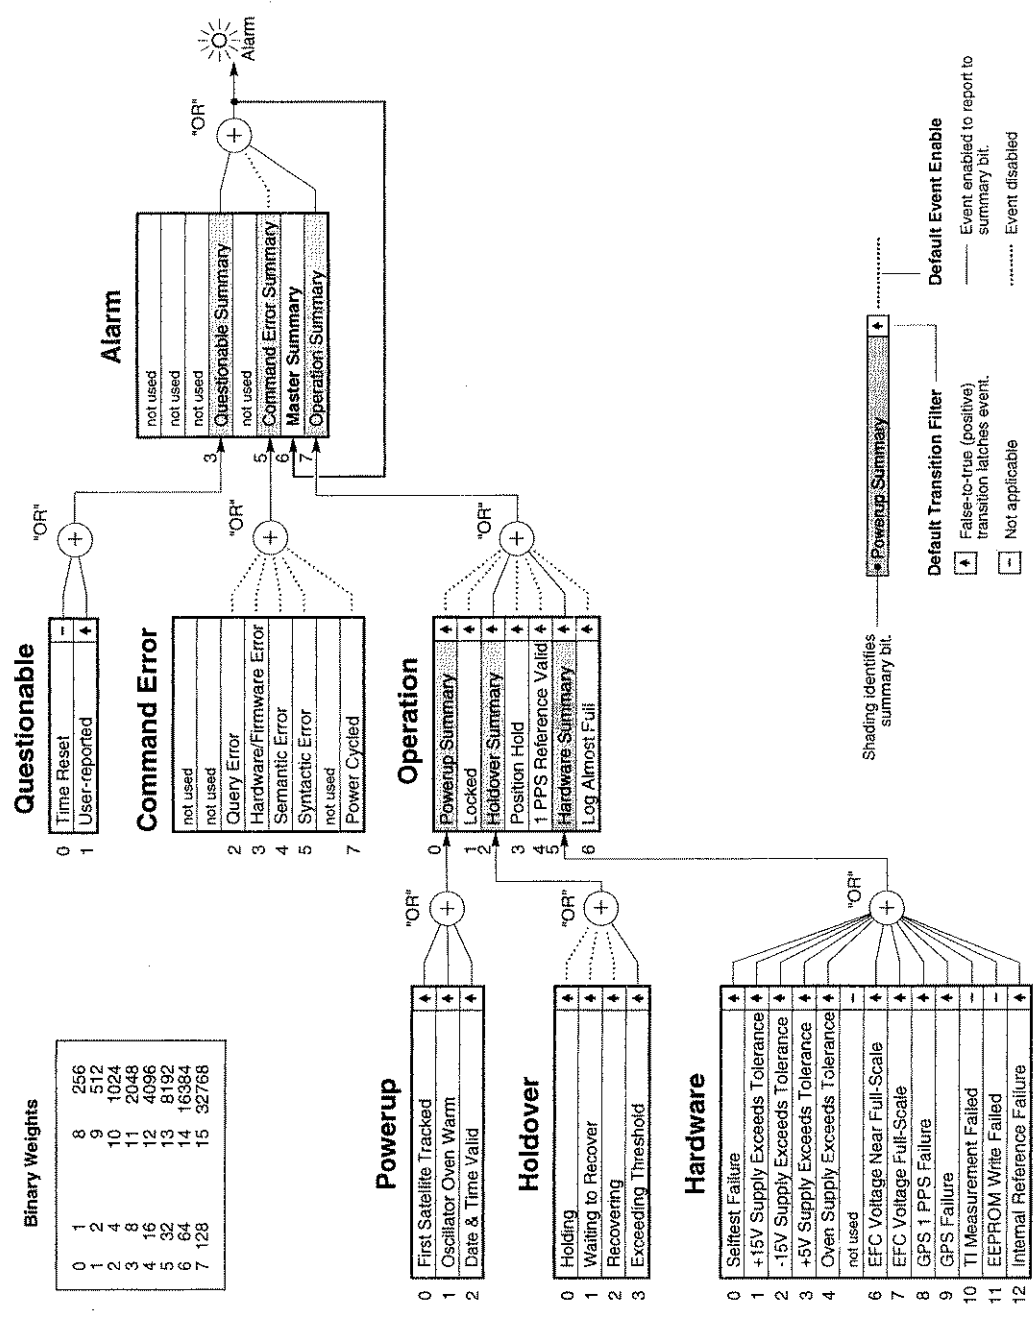 Binary Weights
0 1 8 256
1 2 9 512
2 4 10 1024
3 8 11 2048
4 16 12 4096
5 32 13 8192
6 64 14 16384
7 128 15 32768
Questionable
0 Time Reset –
1 User-reported
"OR"
+
Command Error
not used
not used
2 Query Error
3 Hardware/Firmware Error
4 Semantic Error
5 Syntactic Error
not used
7 Power Cycled
"OR"
+
Powerup
0 First Satellite Tracked
1 Oscillator Oven Warm
2 Date & Time Valid
"OR"
+
Holdover
0 Holding
1 Waiting to Recover
2 Recovering
3 Exceeding Threshold
"OR"
+
Hardware
0 Selftest Failure
1 +15V Supply Exceeds Tolerance
2 -15V Supply Exceeds Tolerance
3 +5V Supply Exceeds Tolerance
4 Oven Supply Exceeds Tolerance
not used –
6 EFC Voltage Near Full-Scale
7 EFC Voltage Full-Scale
8 GPS 1 PPS Failure
9 GPS Failure
10 TI Measurement Failed –
11 EEPROM Write Failed –
12 Internal Reference Failure
"OR"
+
Operation
0 Powerup Summary
1 Locked
2 Holdover Summary
3 Position Hold
4 1 PPS Reference Valid
5 Hardware Summary
6 Log Almost Full
"OR"
+
Alarm
not used
not used
not used
3 Questionable Summary
not used
5 Command Error Summary
6 Master Summary
7 Operation Summary
"OR"
+
Alarm
Shading identifies
summary bit.
Powerup Summary
Default Transition Filter
False-to-true (positive)
transition latches event.
– Not applicable
Default Event Enable
Event enabled to report to
summary bit.
Event disabled